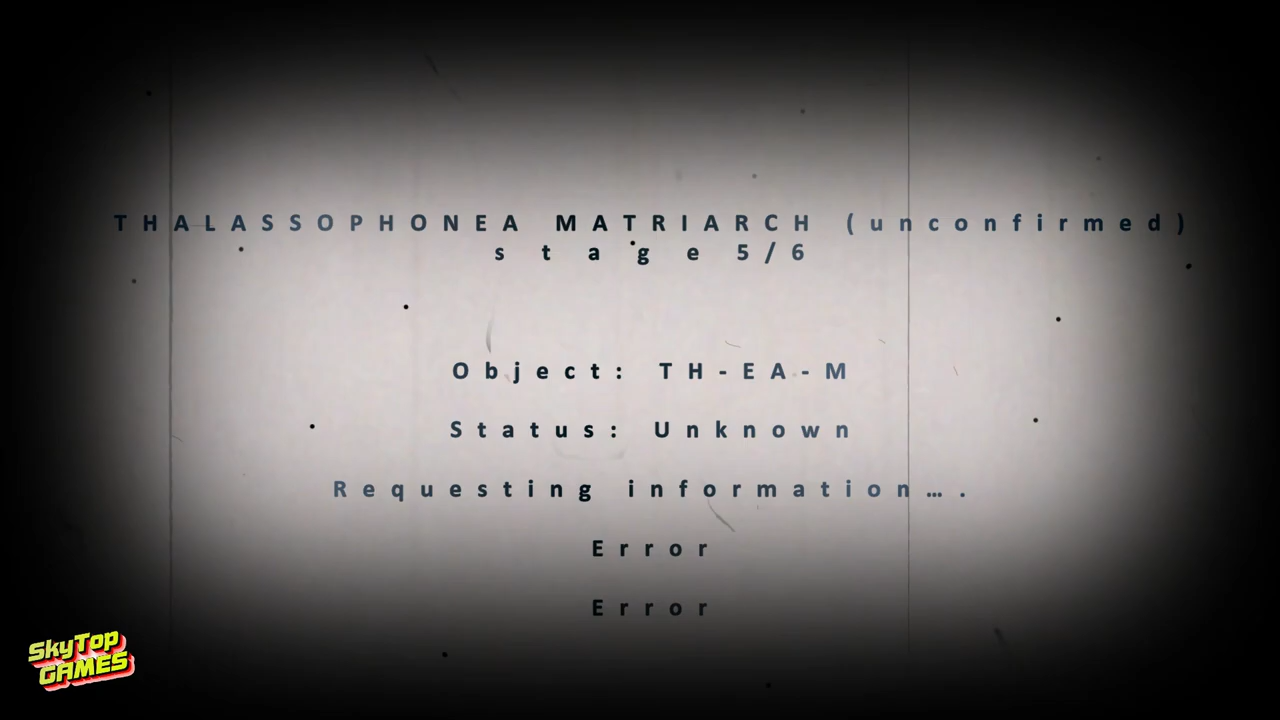 THALASSOPHONEA MATRIARCH (unconfirmed)
stage 5/6
Object: TH-EA-M
Status: Unknown
Requesting information… .
Error
Error
SkyTop
GAMES